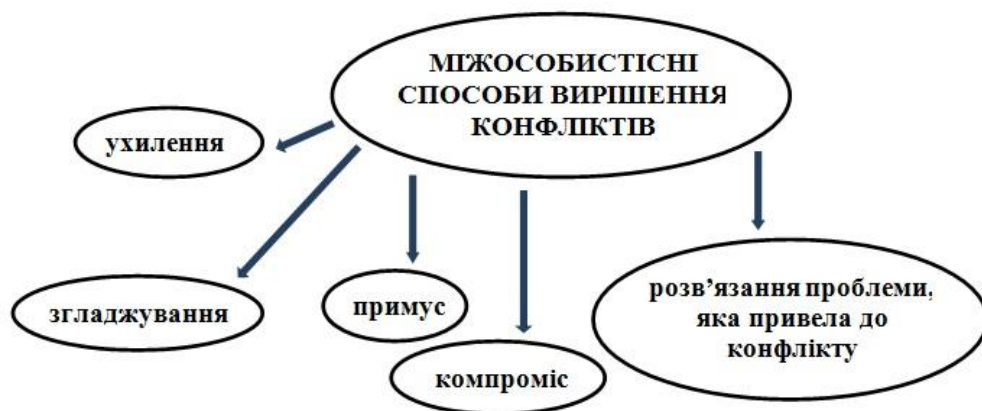 МІЖОСОБИСТІСНІ
СПОСОБИ ВИРІШЕННЯ
КОНФЛІКТІВ
ухилення
згладжування
примус
компроміс
розв’язання проблеми,
яка привела до
конфлікту